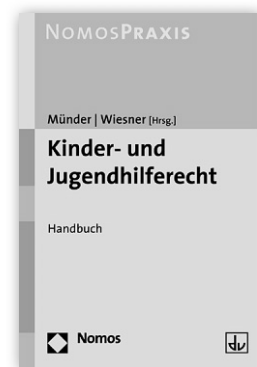 NomosPraxis
Münder | Wiesner [Hrsg.]
Kinder- und
Jugendhilferecht
Handbuch
Nomos
dv